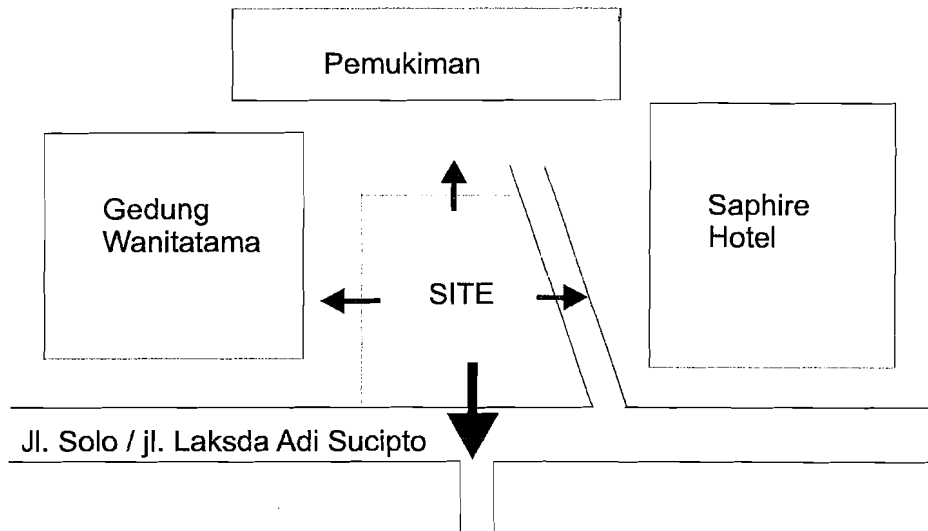 Pemukiman
Gedung
Wanitatama
Saphire
Hotel
SITE
Jl. Solo / jl. Laksda Adi Sucipto